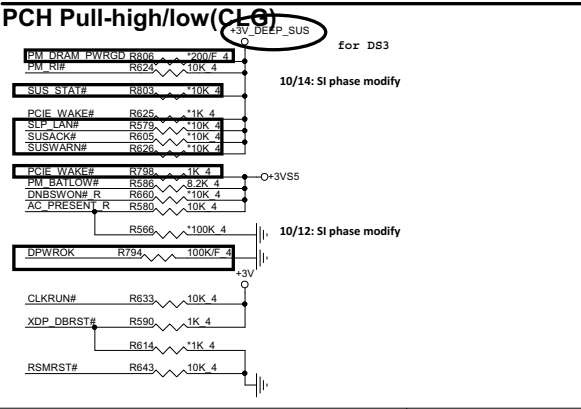 PCH Pull-high/low(CLG)
+3V_DEEP_SUS
for DS3
PM_DRAM_PWRGD R806 *200/F_4
PM_RI# R624 10K_4
10/14: SI phase modify
SUS_STAT# R803 *10K_4
PCIE_WAKE# R625 *1K_4
SLP_LAN# R579 *10K_4
SUSACK# R605 *10K_4
SUSWARN# R626 *10K_4
PCIE_WAKE# R798 1K_4
+3VS5
PM_BATLOW# R586 8.2K_4
DNBSWON#_R R660 *10K_4
AC_PRESENT_R R580 10K_4
R566 *100K_4
10/12: SI phase modify
DPWROK R794 100K/F_4
+3V
CLKRUN# R633 10K_4
XDP_DBRST# R590 1K_4
R614 *1K_4
RSMRST# R643 10K_4